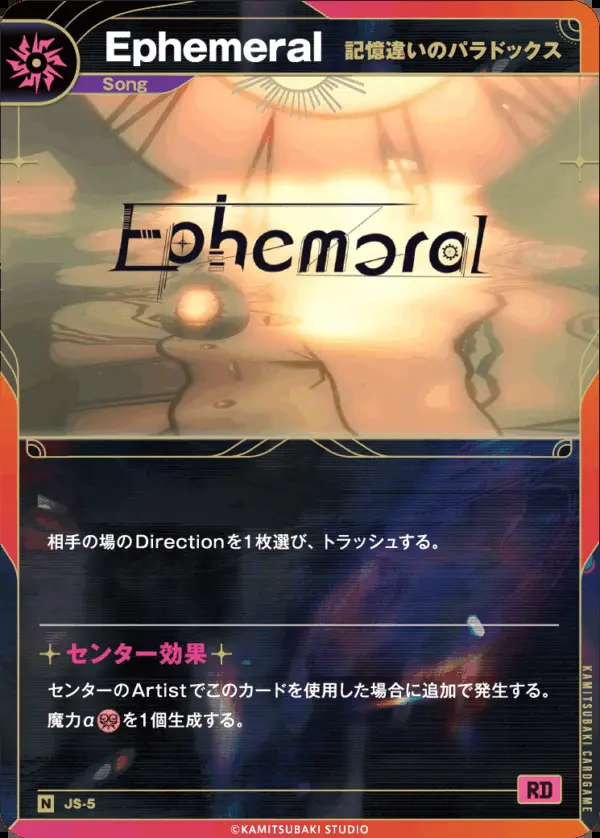 Ephemeral 記憶違いのパラドックス
Song
Ephemeral
相手の場のDirectionを1枚選び、トラッシュする。
センター効果
センターのArtistでこのカードを使用した場合に追加で発生する。
魔力αを1個生成する。
KAMITSUBAKI CARDGAME
RD
N JS-5
©KAMITSUBAKI STUDIO